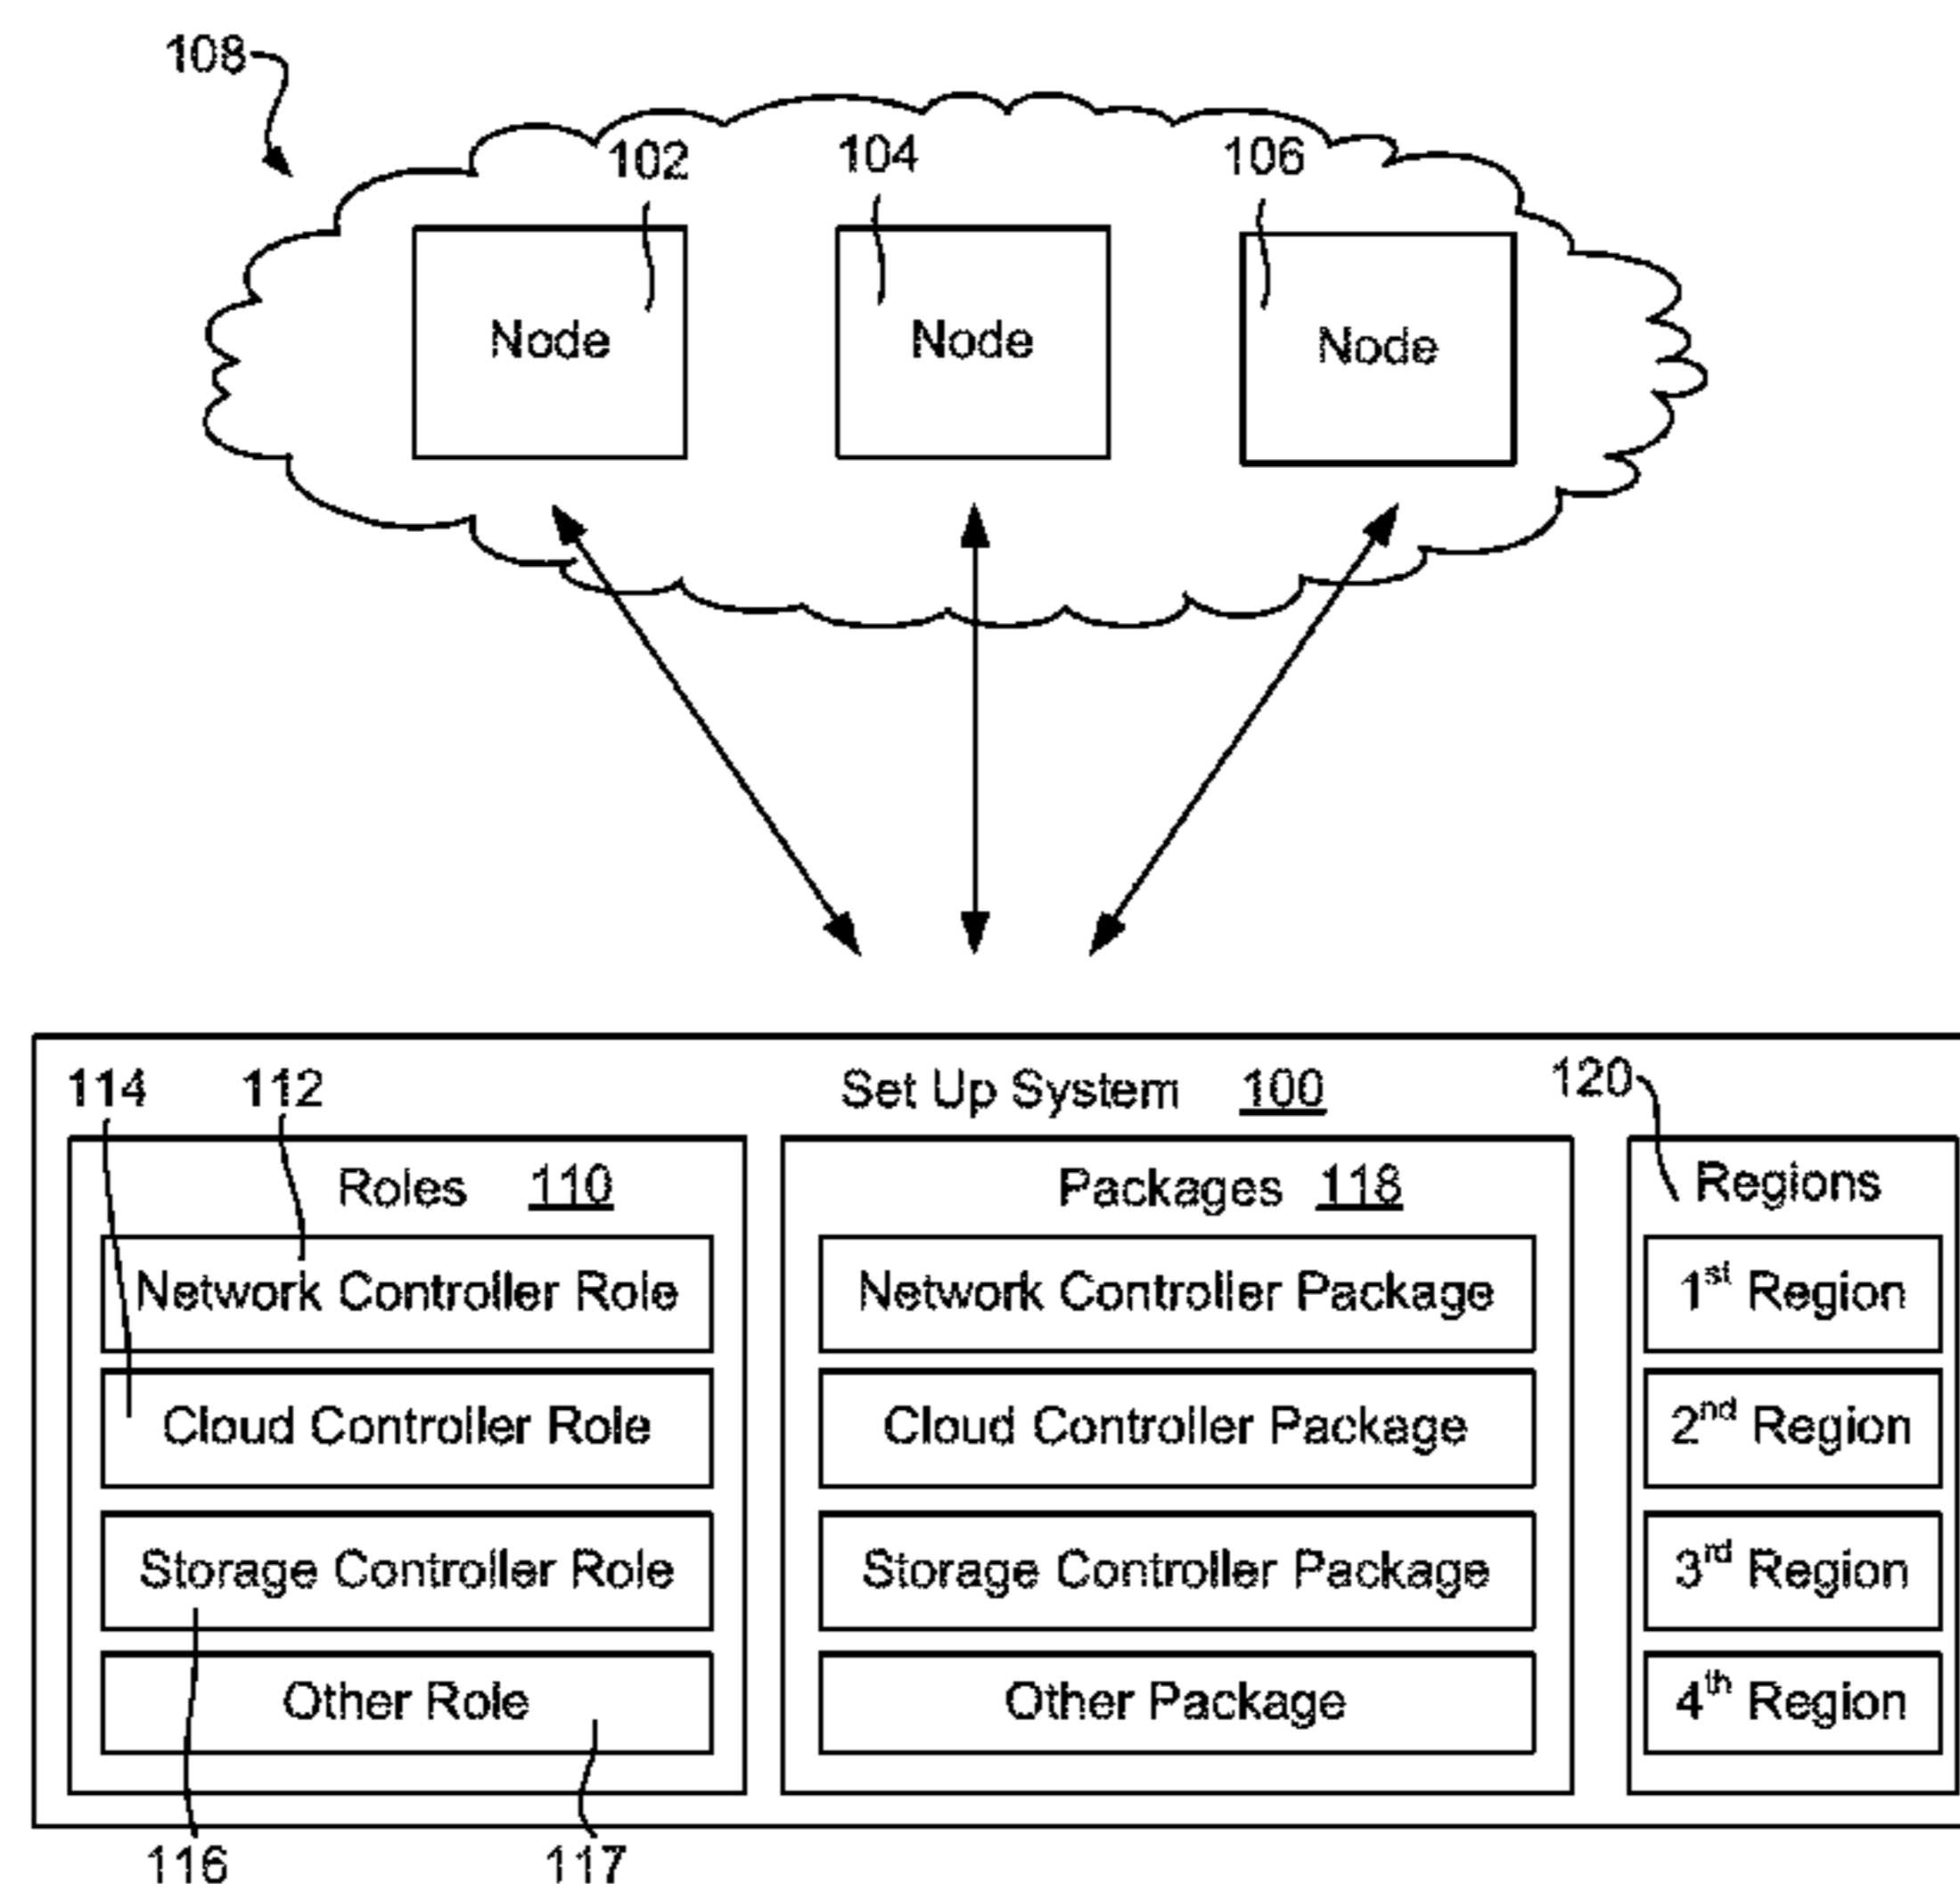 108
102 104 106
Node Node Node
Set Up System 100
114 112 120
Roles 110 Packages 118 Regions
Network Controller Role Network Controller Package 1st Region
Cloud Controller Role Cloud Controller Package 2nd Region
Storage Controller Role Storage Controller Package 3rd Region
Other Role Other Package 4th Region
116 117